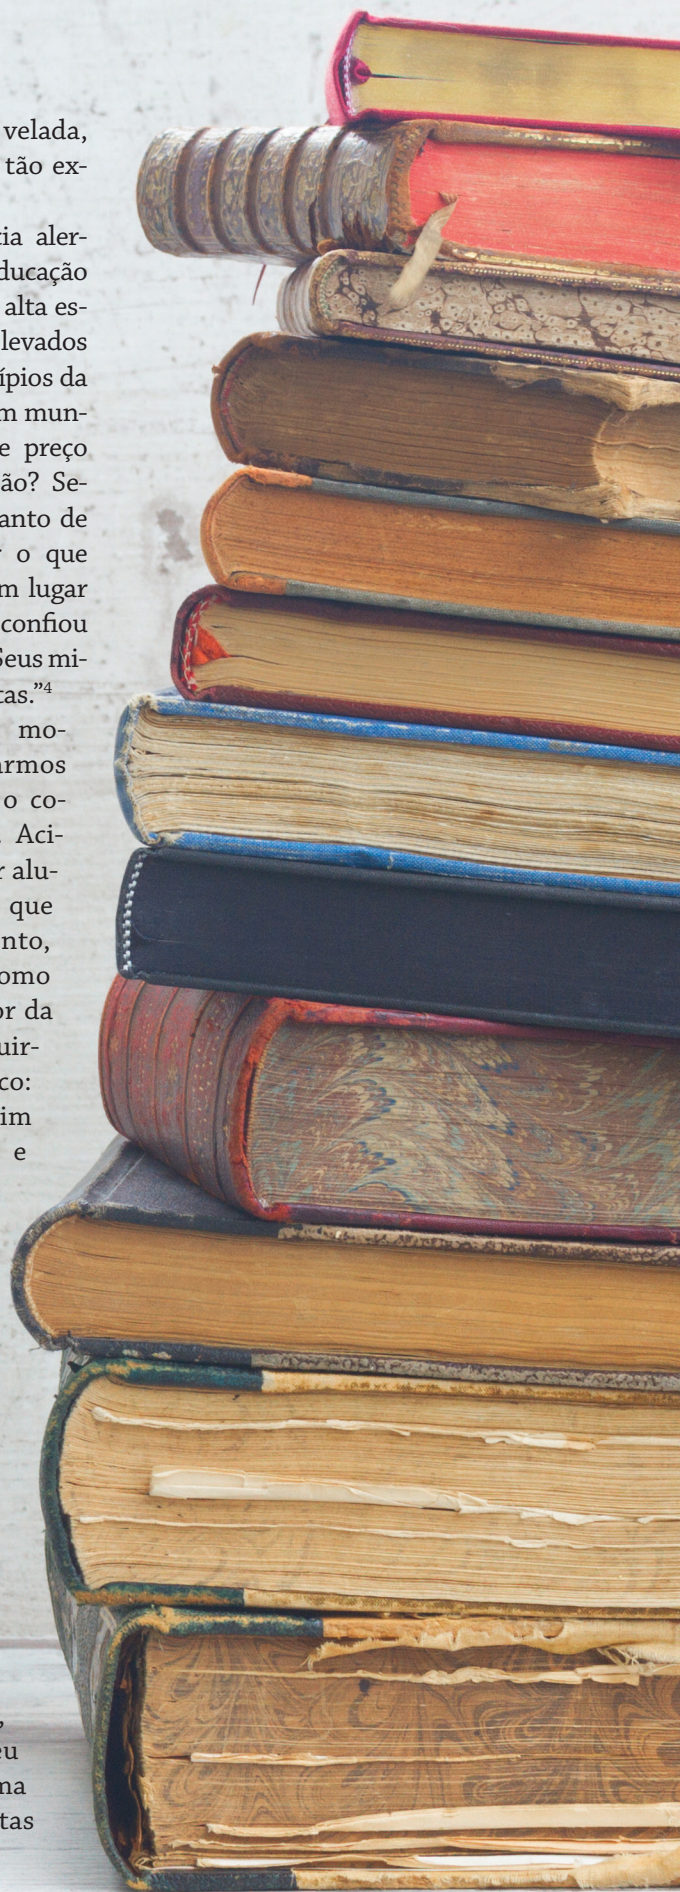 velada,
tão ex-
cia aler-
ducação
alta es-
levados
ípios da
m mun-
e preço
ão? Se-
anto de
r o que
m lugar
confiou
Seus mi-
tas.”4
mo-
armos
o co-
. Aci-
r alu-
que
nto,
omo
or da
uir-
co:
im
e
,
eu
ma
tas